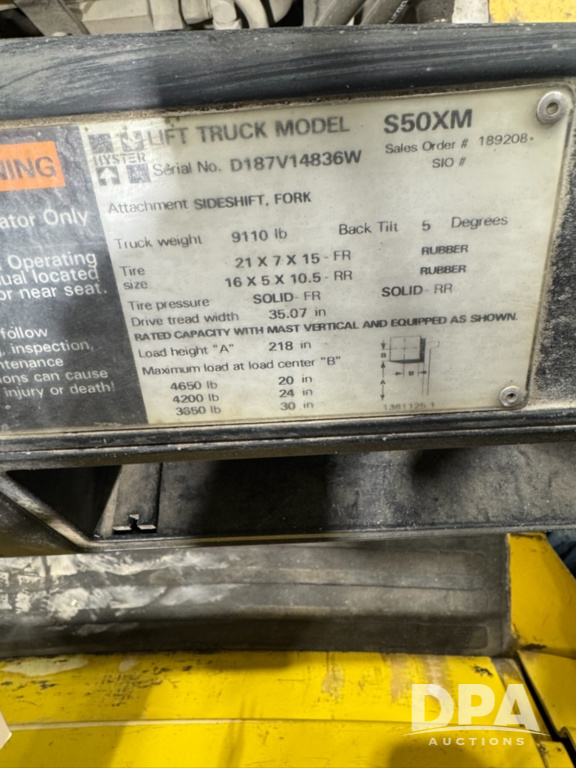 NING
ator Only
Operating
ual located
or near seat.
follow
, inspection,
ntenance
ions can cause
injury or death!
HYSTER
LIFT TRUCK MODEL S50XM
Serial No. D187V14836W
Sales Order # 189208
SIO #
Attachment SIDESHIFT, FORK
Truck weight 9110 lb Back Tilt 5 Degrees
Tire size 21 X 7 X 15 - FR RUBBER
16 X 5 X 10.5 - RR RUBBER
Tire pressure SOLID - FR SOLID - RR
Drive tread width 35.07 in
RATED CAPACITY WITH MAST VERTICAL AND EQUIPPED AS SHOWN.
Load height "A" 218 in
Maximum load at load center "B"
4650 lb 20 in
4200 lb 24 in
3850 lb 30 in
B
A
B
A
1361125-1
DPA
AUCTIONS